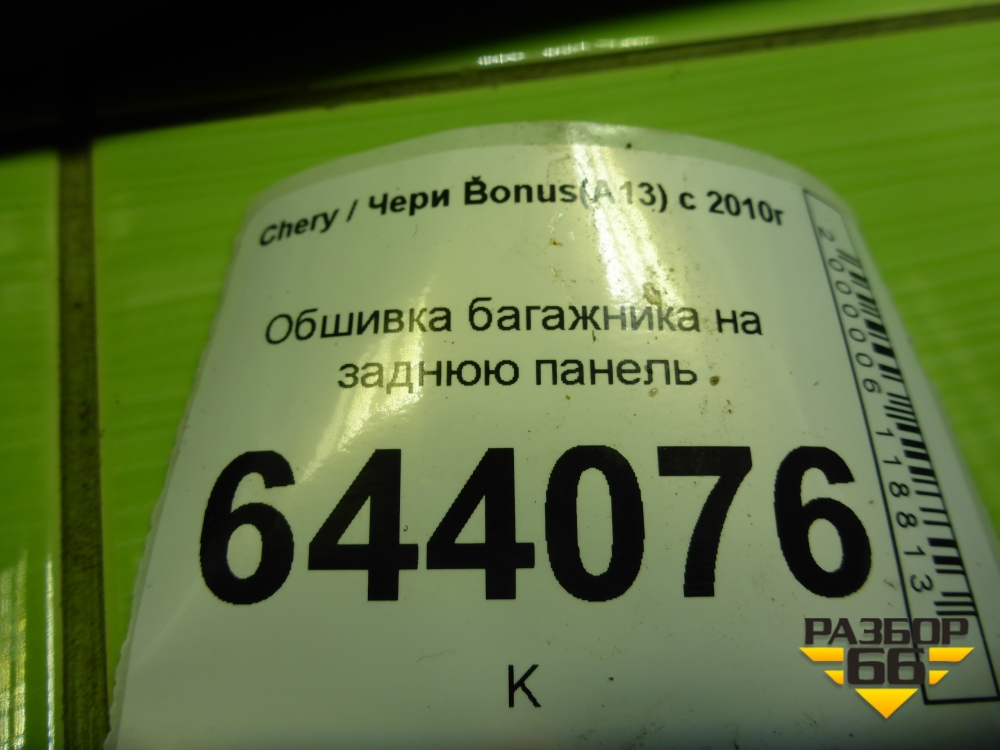 Chery / Чери Bonus(A13) с 2010г
Обшивка багажника на
заднюю панель
644076
К
2000006118813
РАЗБОР
66